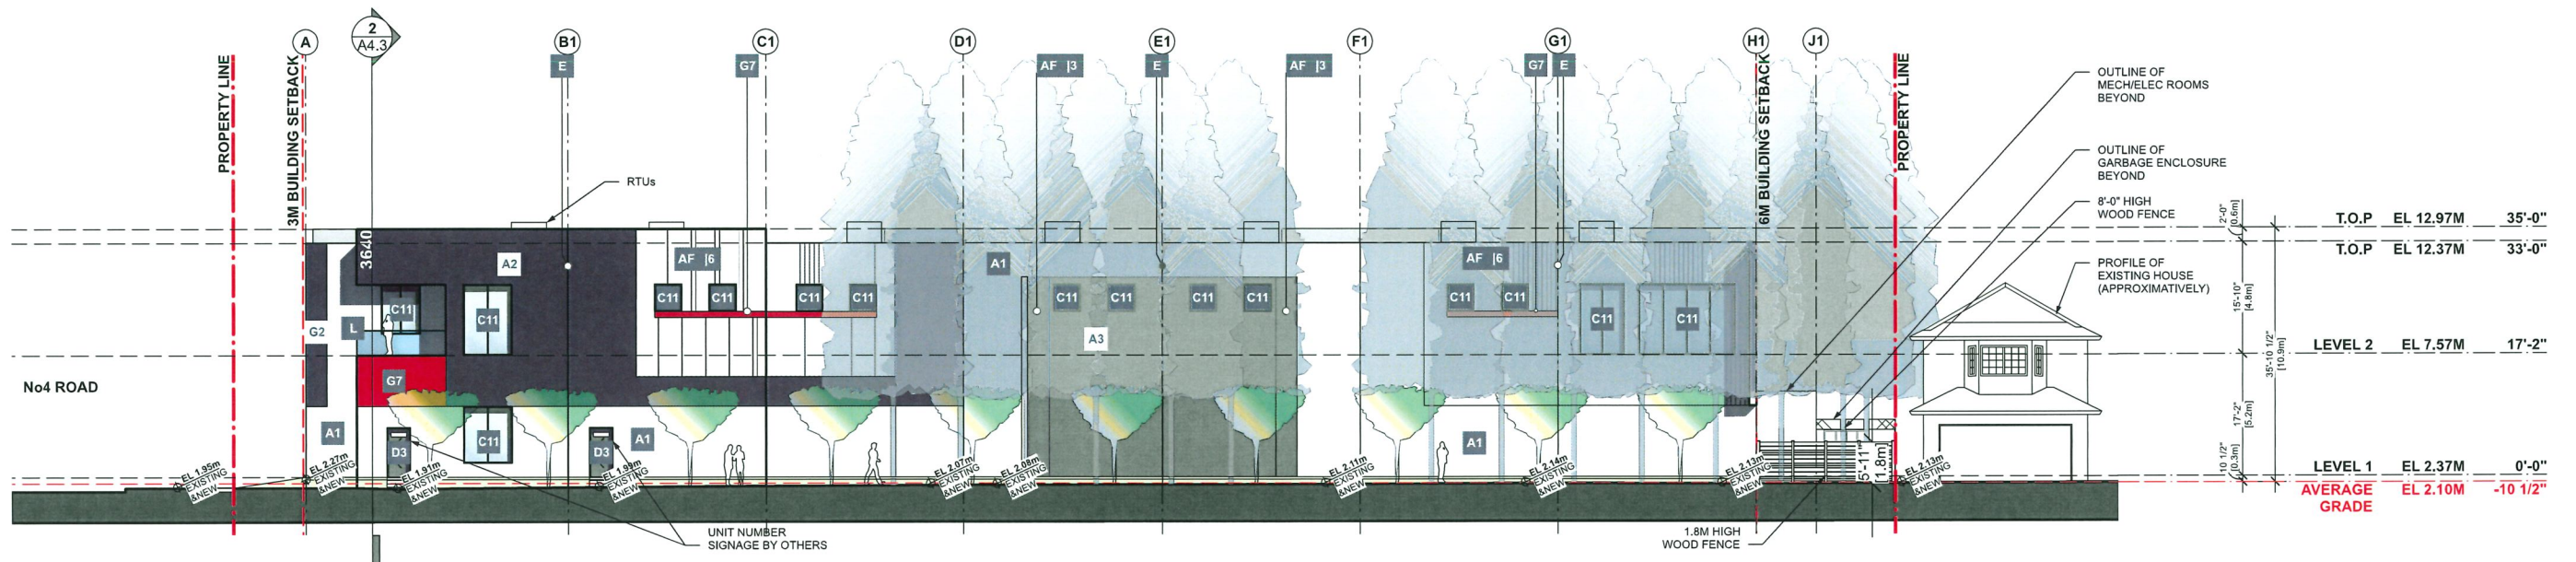 2
A4.3
A
B1
C1
D1
E1
F1
G1
H1
J1
E
G7
AF |3
E
AF |3
G7
E
PROPERTY LINE
3M BUILDING SETBACK
6M BUILDING SETBACK
PROPERTY LINE
OUTLINE OF
MECH/ELEC ROOMS
BEYOND
OUTLINE OF
GARBAGE ENCLOSURE
BEYOND
8'-0" HIGH
WOOD FENCE
PROFILE OF
EXISTING HOUSE
(APPROXIMATIVELY)
RTUs
3640
A2
AF |6
A1
AF |6
C11
C11
C11
C11
C11
C11
C11
C11
C11
C11
C11
C11
C11
C11
G2
L
A3
G7
No4 ROAD
A1
D3
C11
D3
A1
A1
EL 1.95m
EXISTING
&NEW
EL 2.27m
EXISTING
&NEW
EL 1.91m
EXISTING
&NEW
EL 1.99m
EXISTING
&NEW
EL 2.07m
EXISTING
&NEW
EL 2.08m
EXISTING
&NEW
EL 2.11m
EXISTING
&NEW
EL 2.14m
EXISTING
&NEW
EL 2.13m
EXISTING
&NEW
EL 2.13m
EXISTING
&NEW
5'-11"
[1.8m]
UNIT NUMBER
SIGNAGE BY OTHERS
1.8M HIGH
WOOD FENCE
2'-0"
[0.6m]
15'-10"
[4.8m]
17'-2"
[5.2m]
10 1/2"
[0.3m]
35'-10 1/2"
[10.9m]
T.O.P EL 12.97M 35'-0"
T.O.P EL 12.37M 33'-0"
LEVEL 2 EL 7.57M 17'-2"
LEVEL 1 EL 2.37M 0'-0"
AVERAGE EL 2.10M -10 1/2"
GRADE